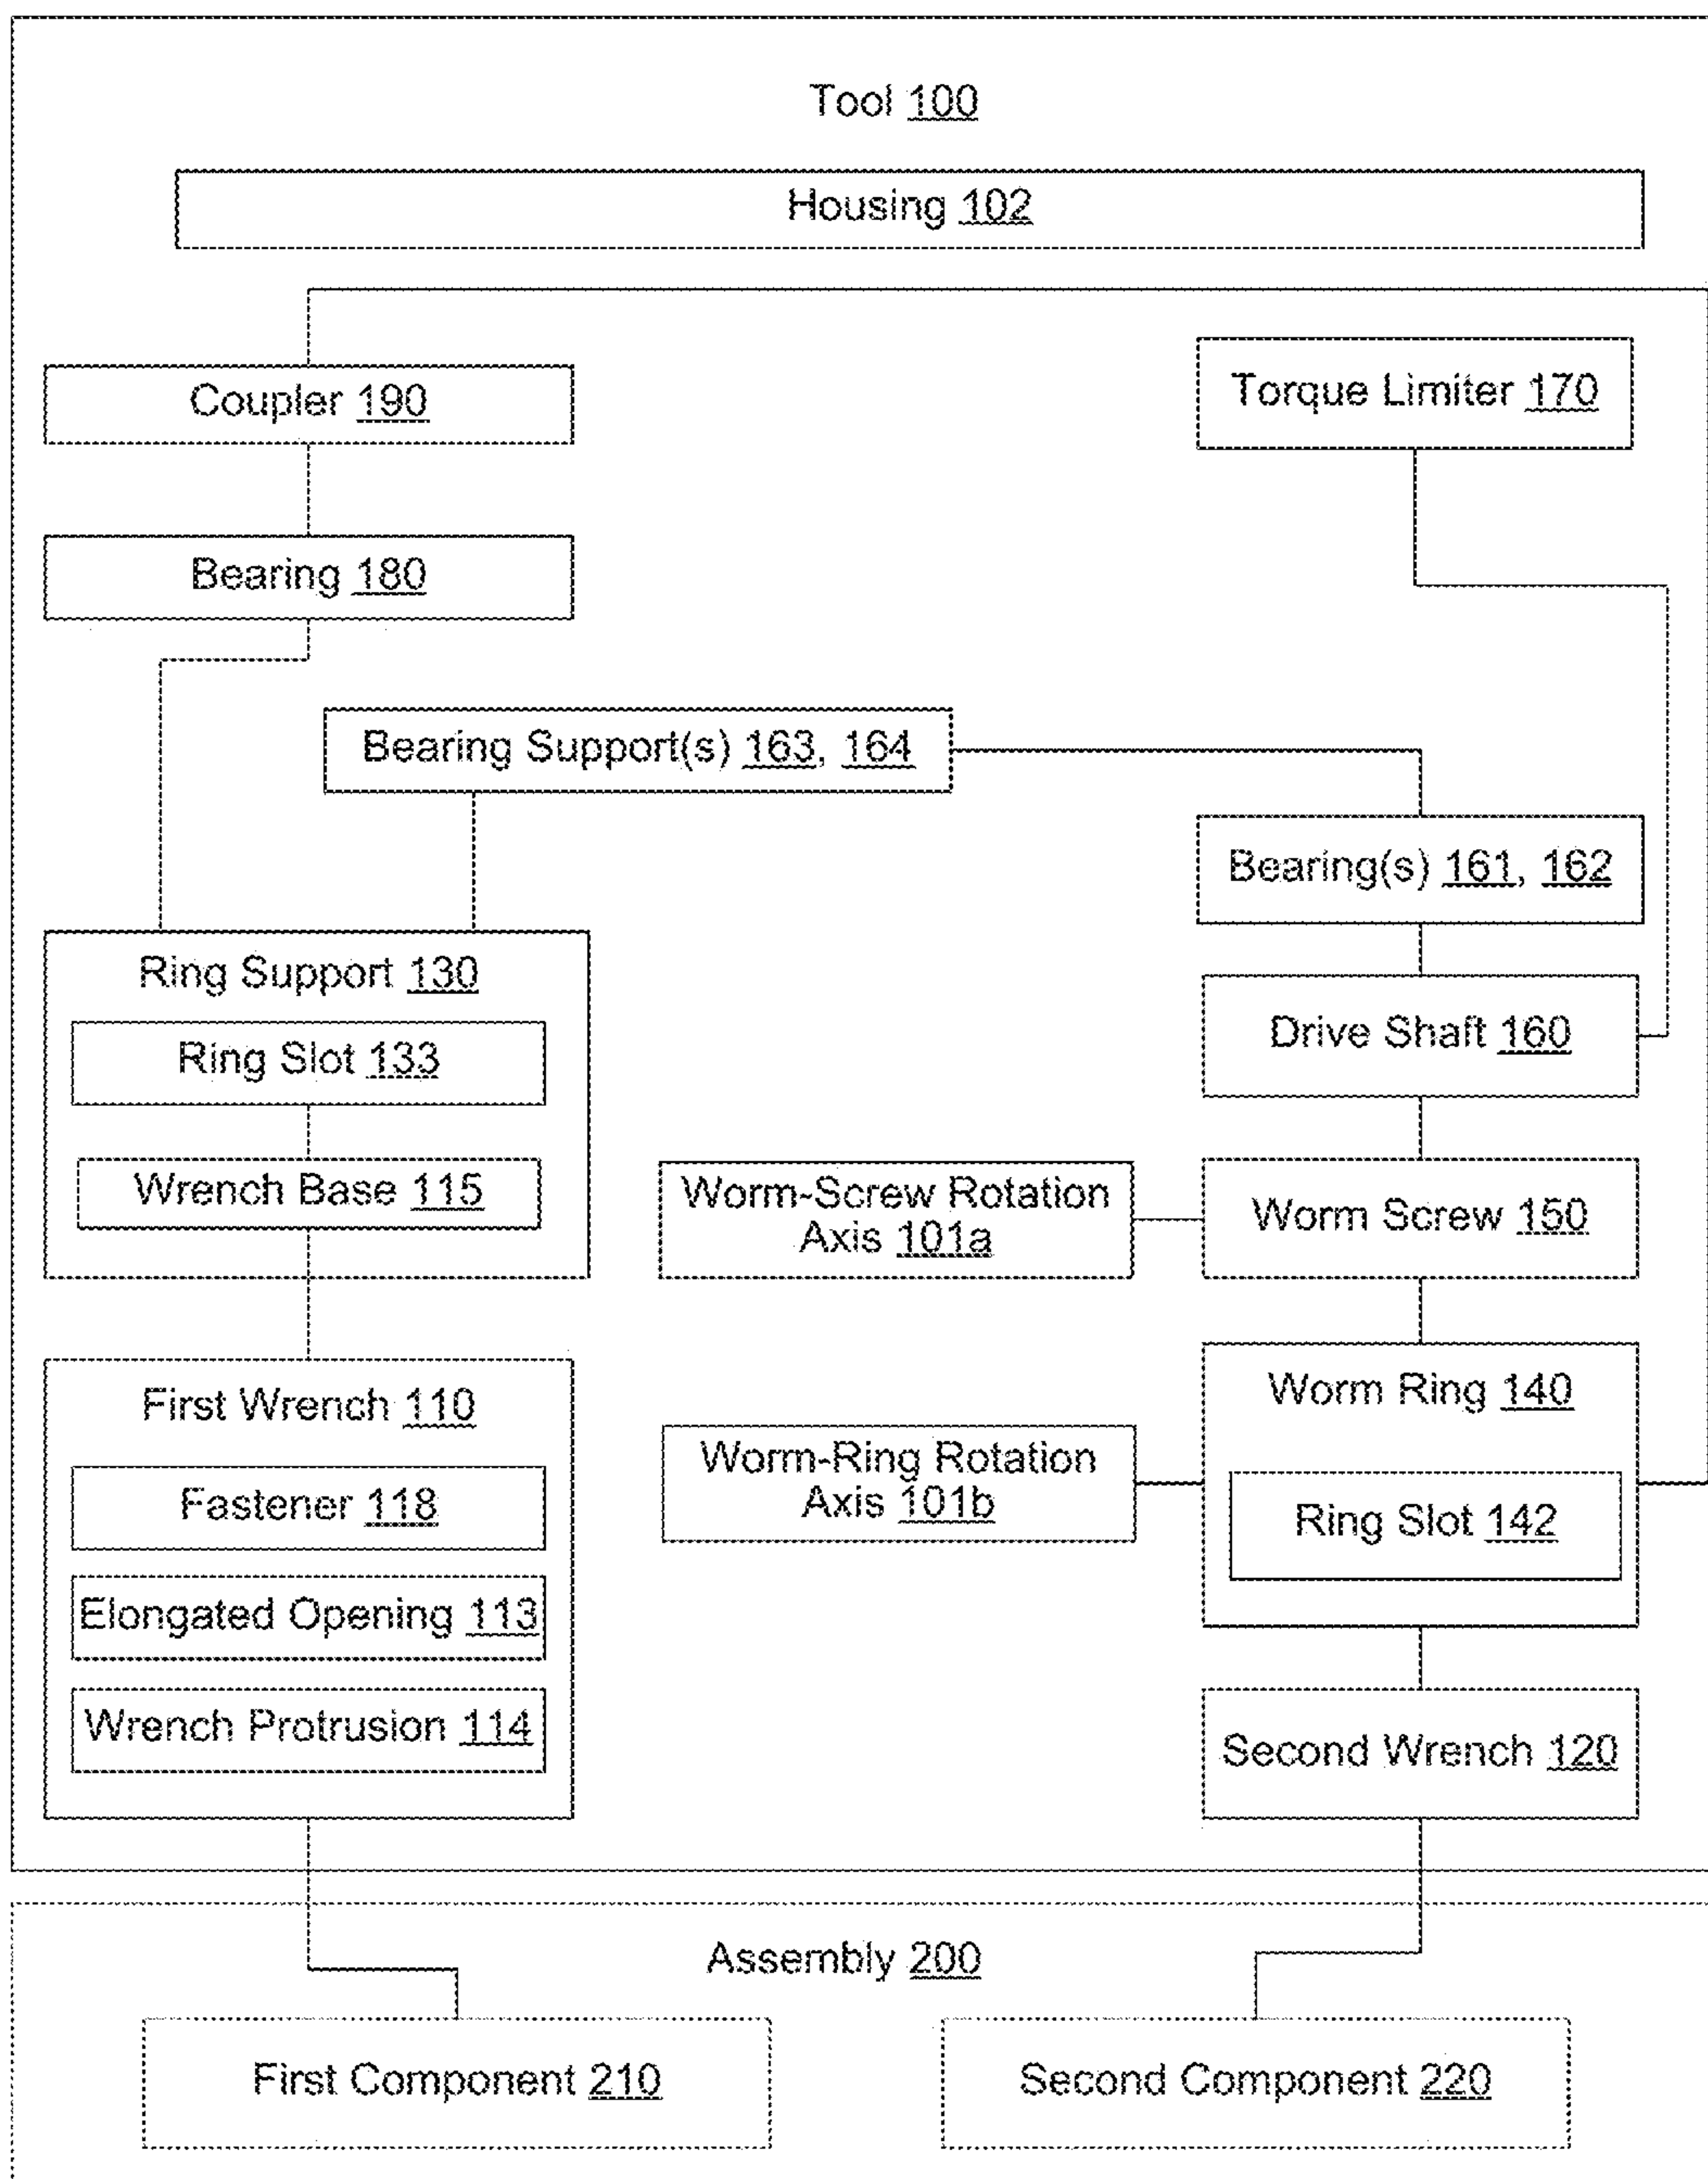 Tool 100
Housing 102
Coupler 190
Torque Limiter 170
Bearing 180
Bearing Support(s) 163, 164
Bearing(s) 161, 162
Ring Support 130
Ring Slot 133
Wrench Base 115
Drive Shaft 160
Worm-Screw Rotation
Axis 101a
Worm Screw 150
First Wrench 110
Fastener 118
Elongated Opening 113
Wrench Protrusion 114
Worm-Ring Rotation
Axis 101b
Worm Ring 140
Ring Slot 142
Second Wrench 120
Assembly 200
First Component 210
Second Component 220